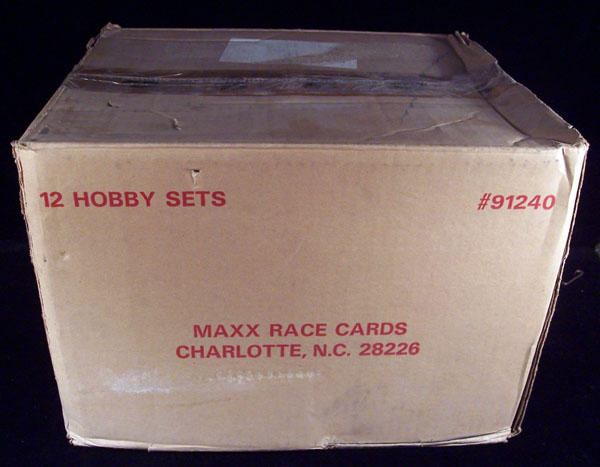 12 HOBBY SETS #91240
MAXX RACE CARDS
CHARLOTTE, N.C. 28226